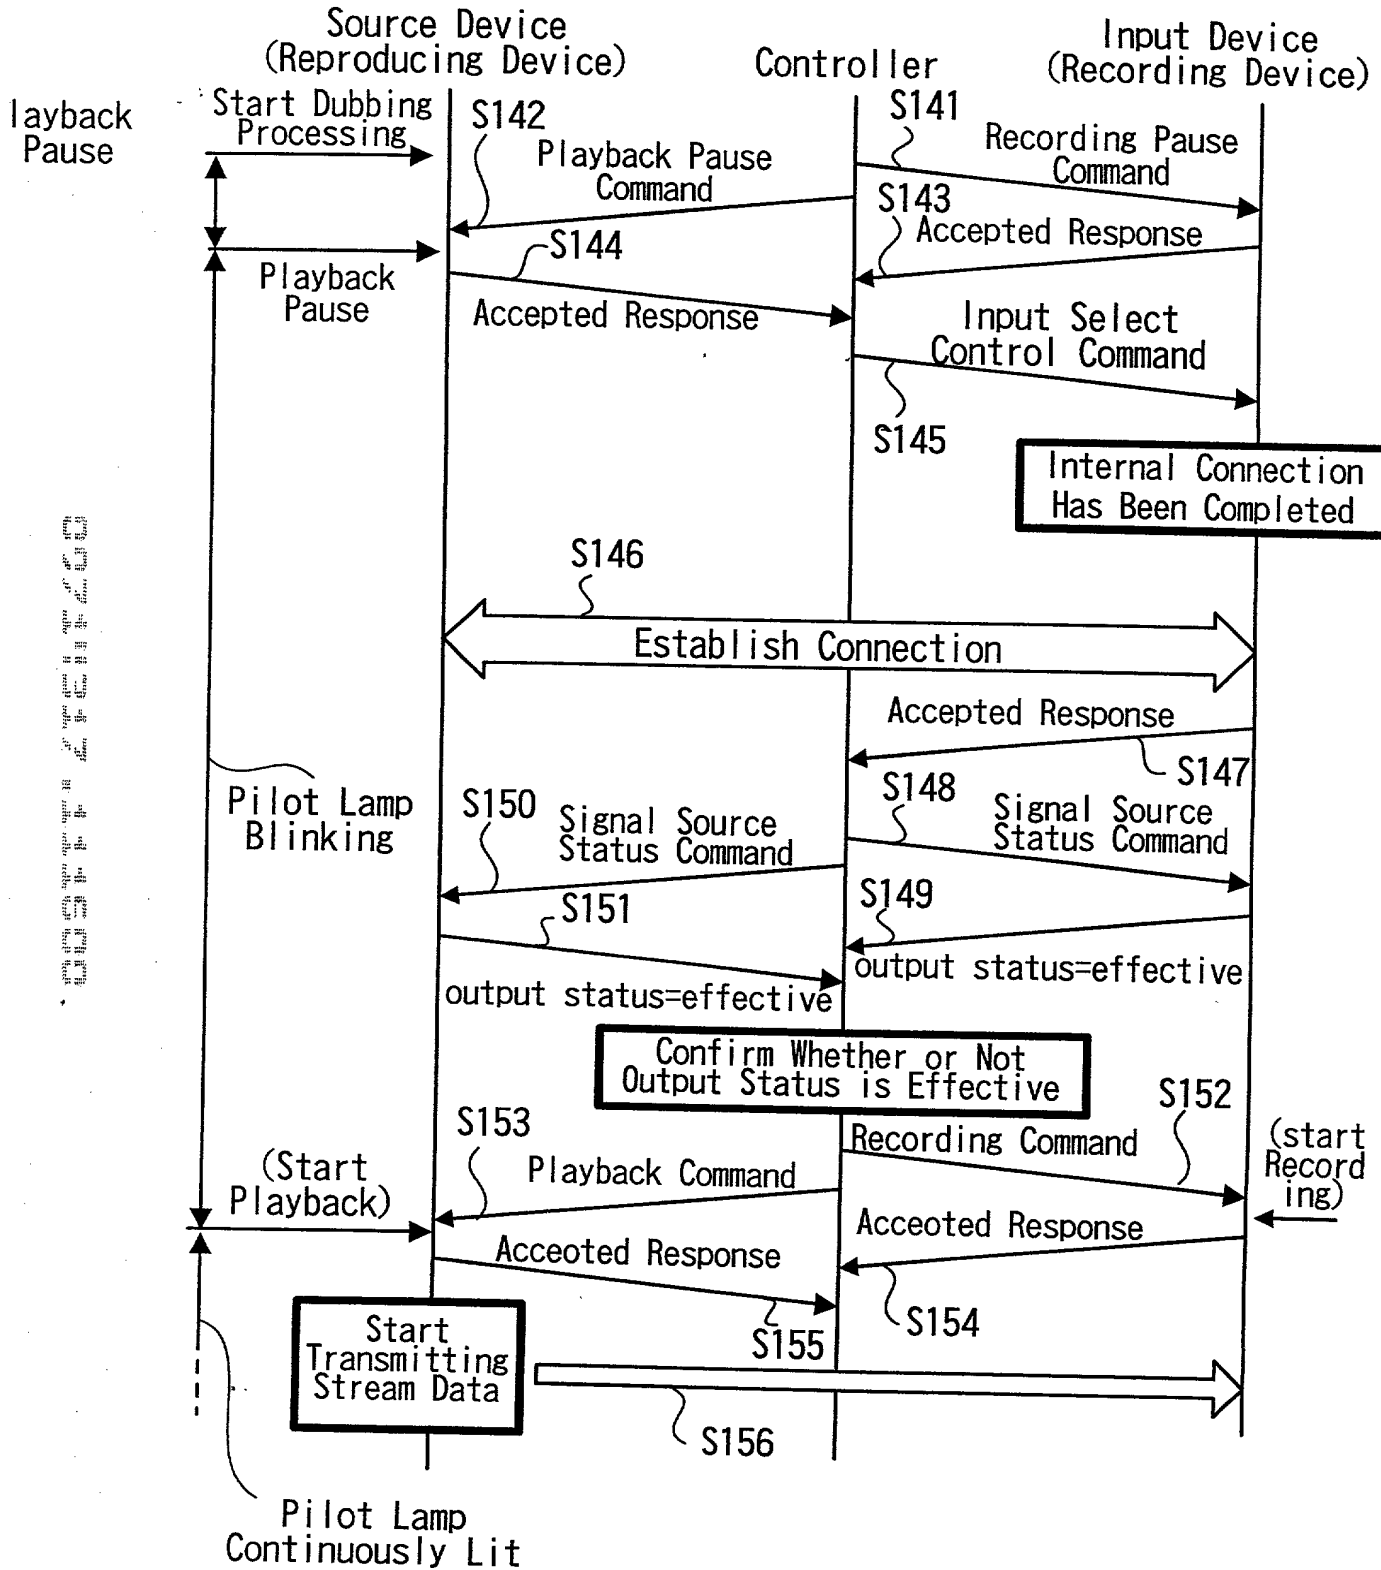 Source Device
(Reproducing Device)
Controller
Input Device
(Recording Device)
layback
Pause
Start Dubbing
Processing
S142
S141
Playback Pause
Command
Recording Pause
Command
S143
S144
Accepted Response
Playback
Pause
Accepted Response
Input Select
Control Command
S145
Internal Connection
Has Been Completed
S146
Establish Connection
Accepted Response
S147
Pilot Lamp
Blinking
S150
Signal Source
Status Command
S148
Signal Source
Status Command
S151
S149
output status=effective
output status=effective
Confirm Whether or Not
Output Status is Effective
S152
S153
Recording Command
(start
Record
ing)
(Start
Playback)
Playback Command
Acceoted Response
Acceoted Response
S154
S155
Start
Transmitting
Stream Data
S156
Pilot Lamp
Continuously Lit